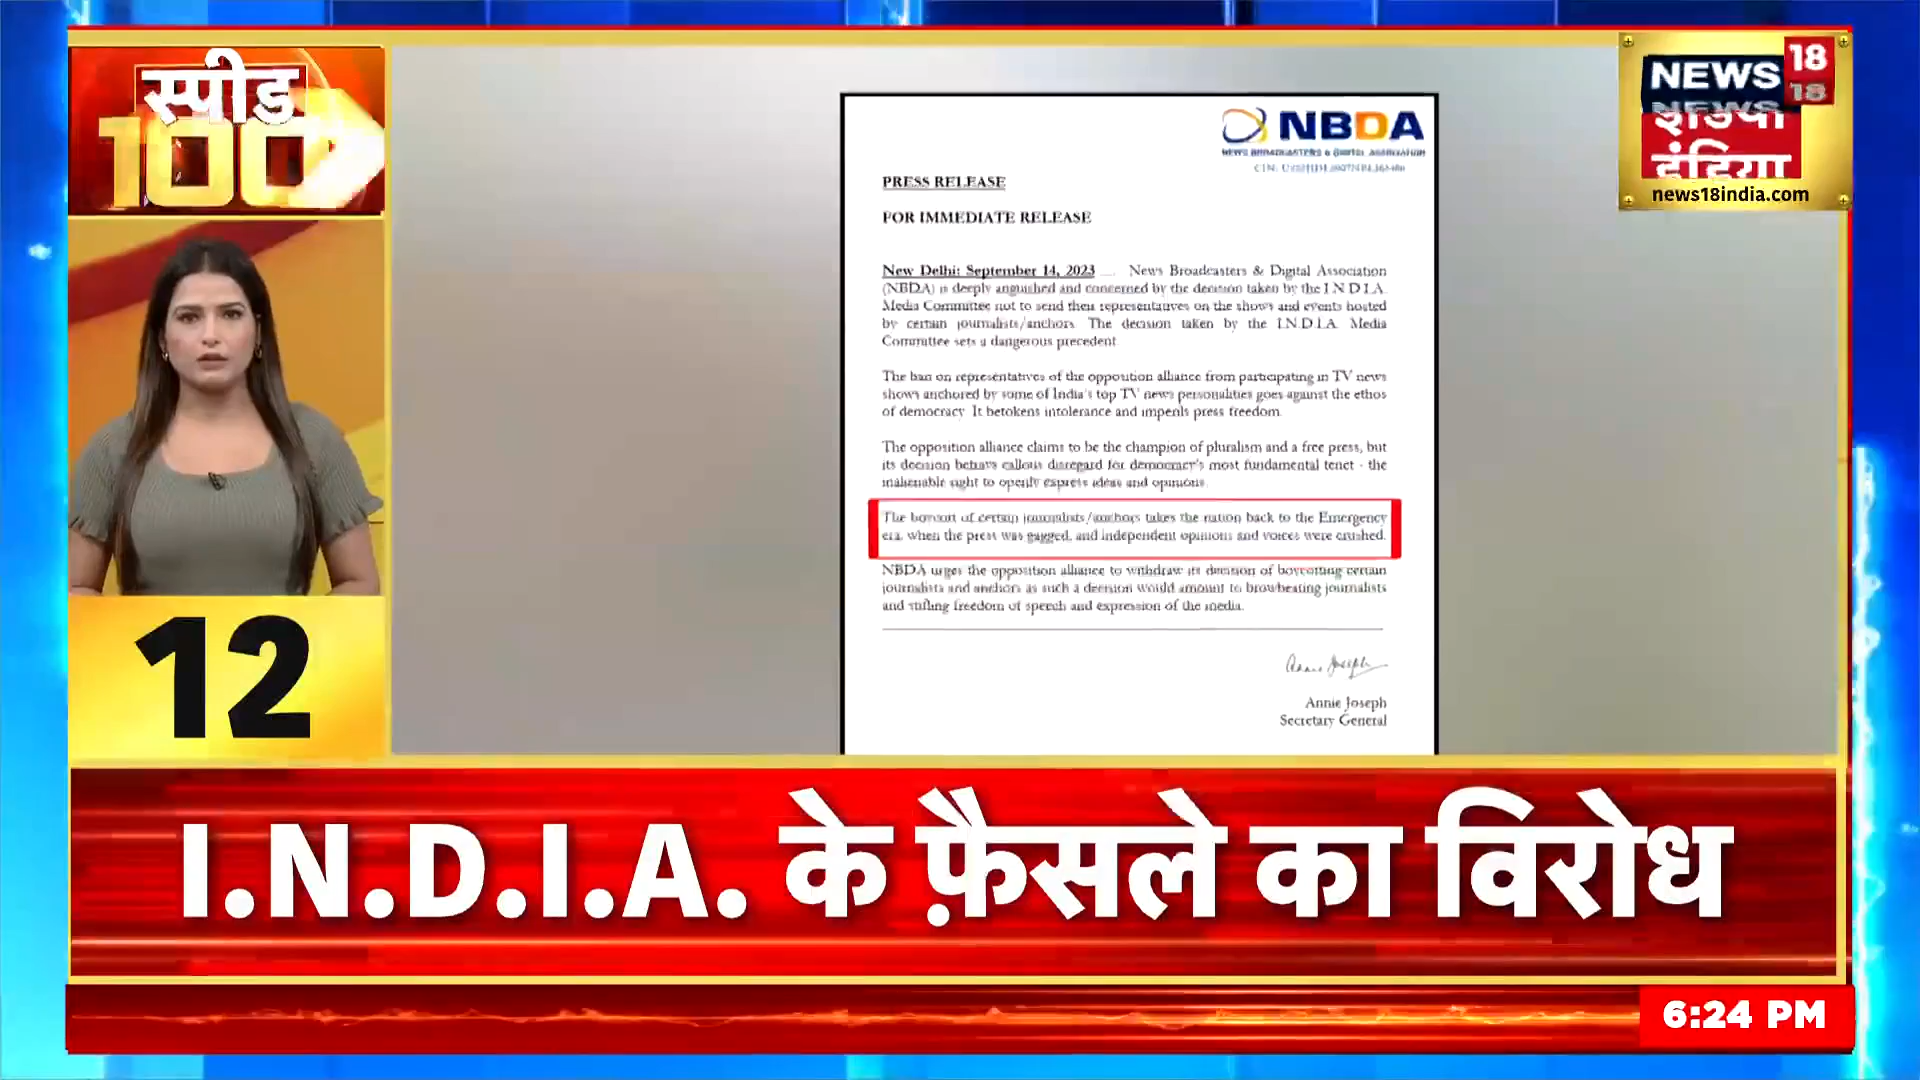 स्पीड
100
NEWS 18
इंडिया
news18india.com
NBDA
NEWS BROADCASTERS & DIGITAL ASSOCIATION
PRESS RELEASE
FOR IMMEDIATE RELEASE
New Delhi: September 14, 2023 .... News Broadcasters & Digital Association
(NBDA) is deeply anguished and concerned by the decision taken by the I.N.D.I.A.
Media Committee not to send their representatives on the shows and events hosted
by certain journalists/anchors. The decision taken by the I.N.D.I.A. Media
Committee sets a dangerous precedent.
The ban on representatives of the opposition alliance from participating in TV news
shows anchored by some of India's top TV news personalities goes against the ethos
of democracy. It betokens intolerance and imperils press freedom.
The opposition alliance claims to be the champion of pluralism and a free press, but
its decision betrays callous disregard for democracy's most fundamental tenet - the
inalienable right to openly express ideas and opinions.
The boycott of certain journalists/anchors takes the nation back to the Emergency
era, when the press was gagged, and independent opinions and voices were crushed.
NBDA urges the opposition alliance to withdraw its decision of boycotting certain
journalists and anchors as such a decision would amount to browbeating journalists
and stifling freedom of speech and expression of the media.
Annie Joseph
Annie Joseph
Secretary General
12
I.N.D.I.A. के फ़ैसले का विरोध
6:24 PM